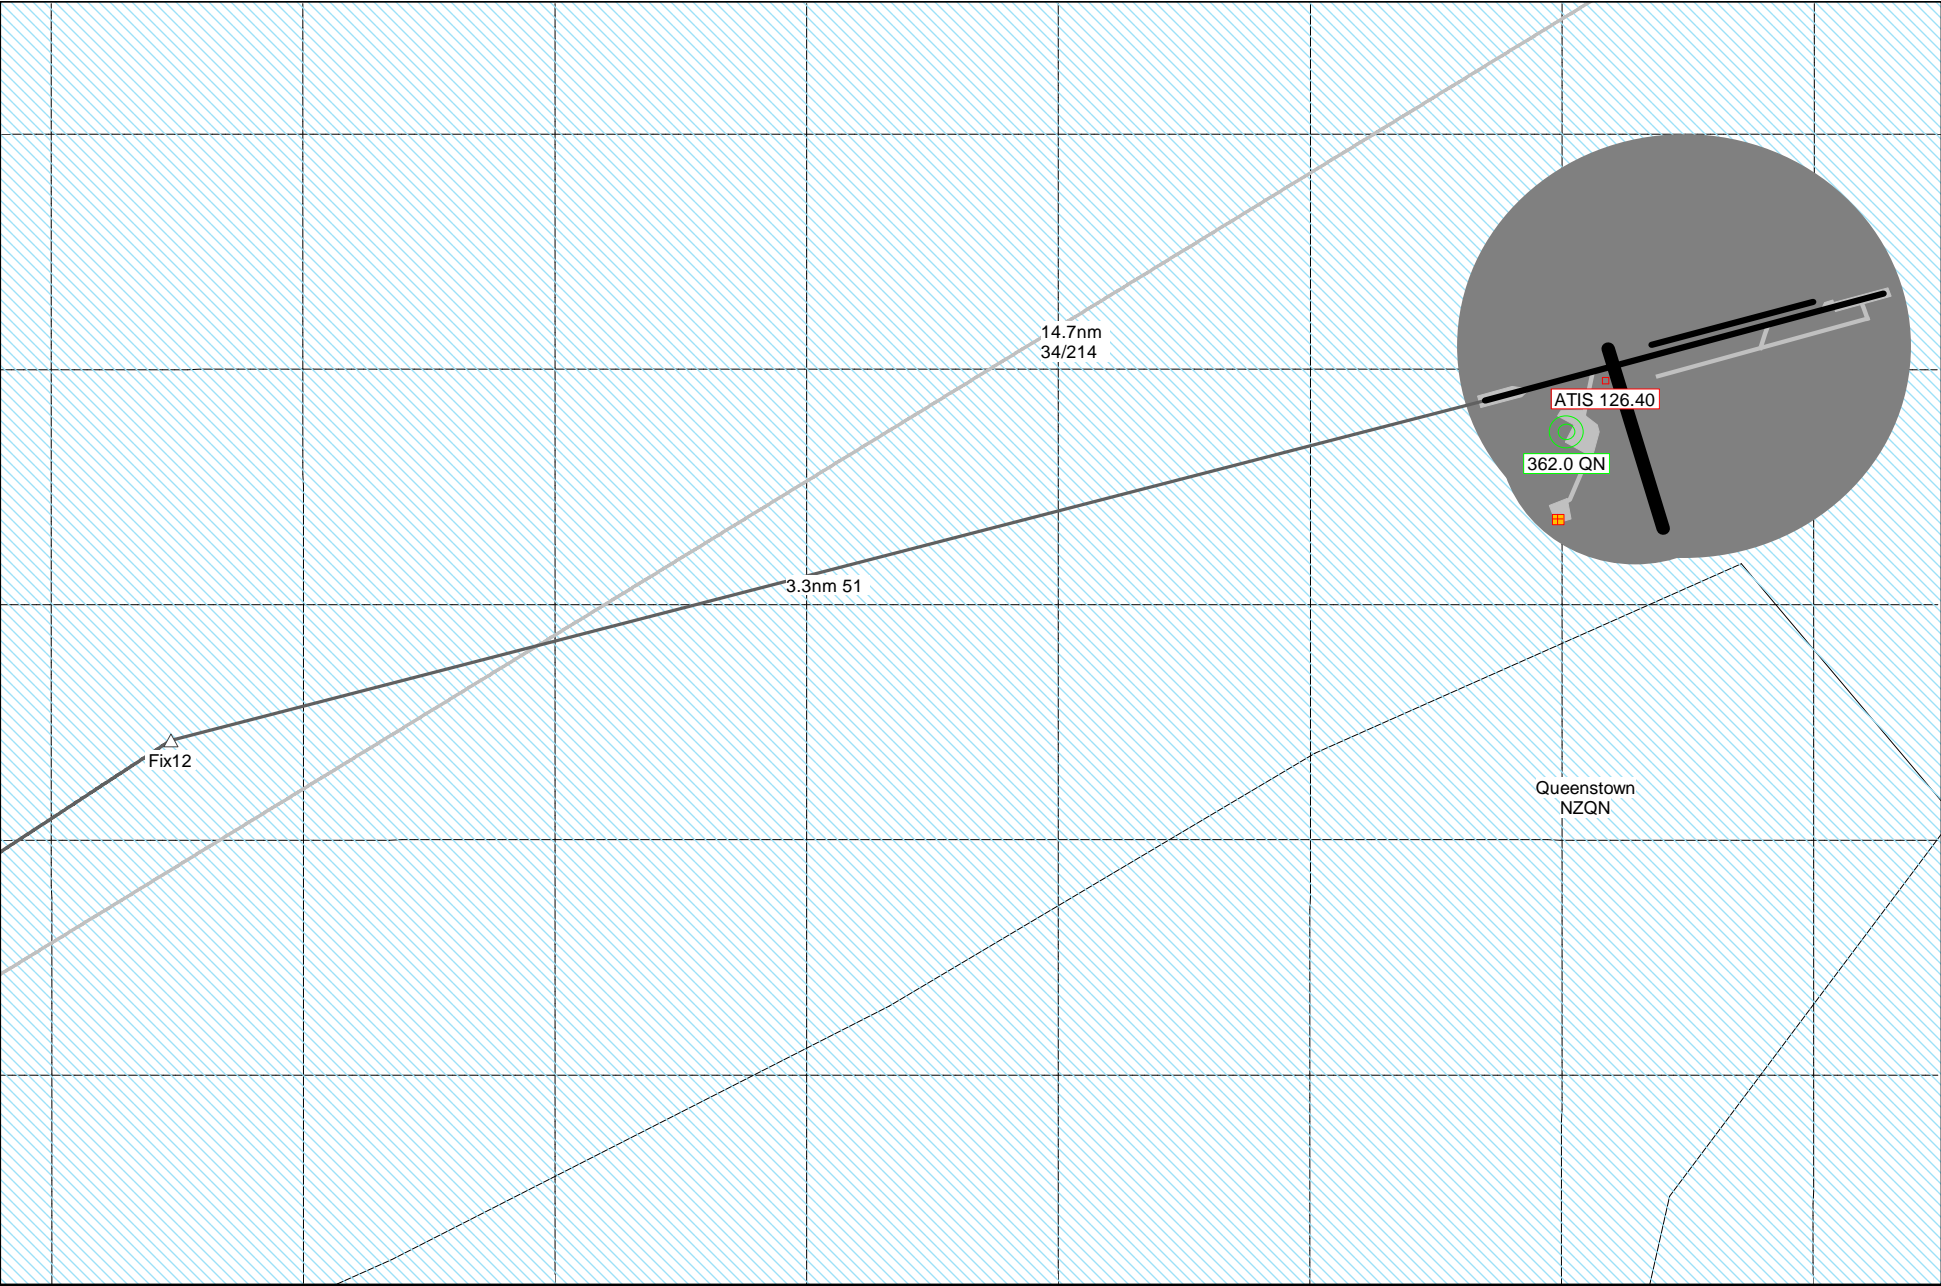 14.7nm
34/214
ATIS 126.40
362.0 QN
3.3nm 51
Fix12
Queenstown
NZQN